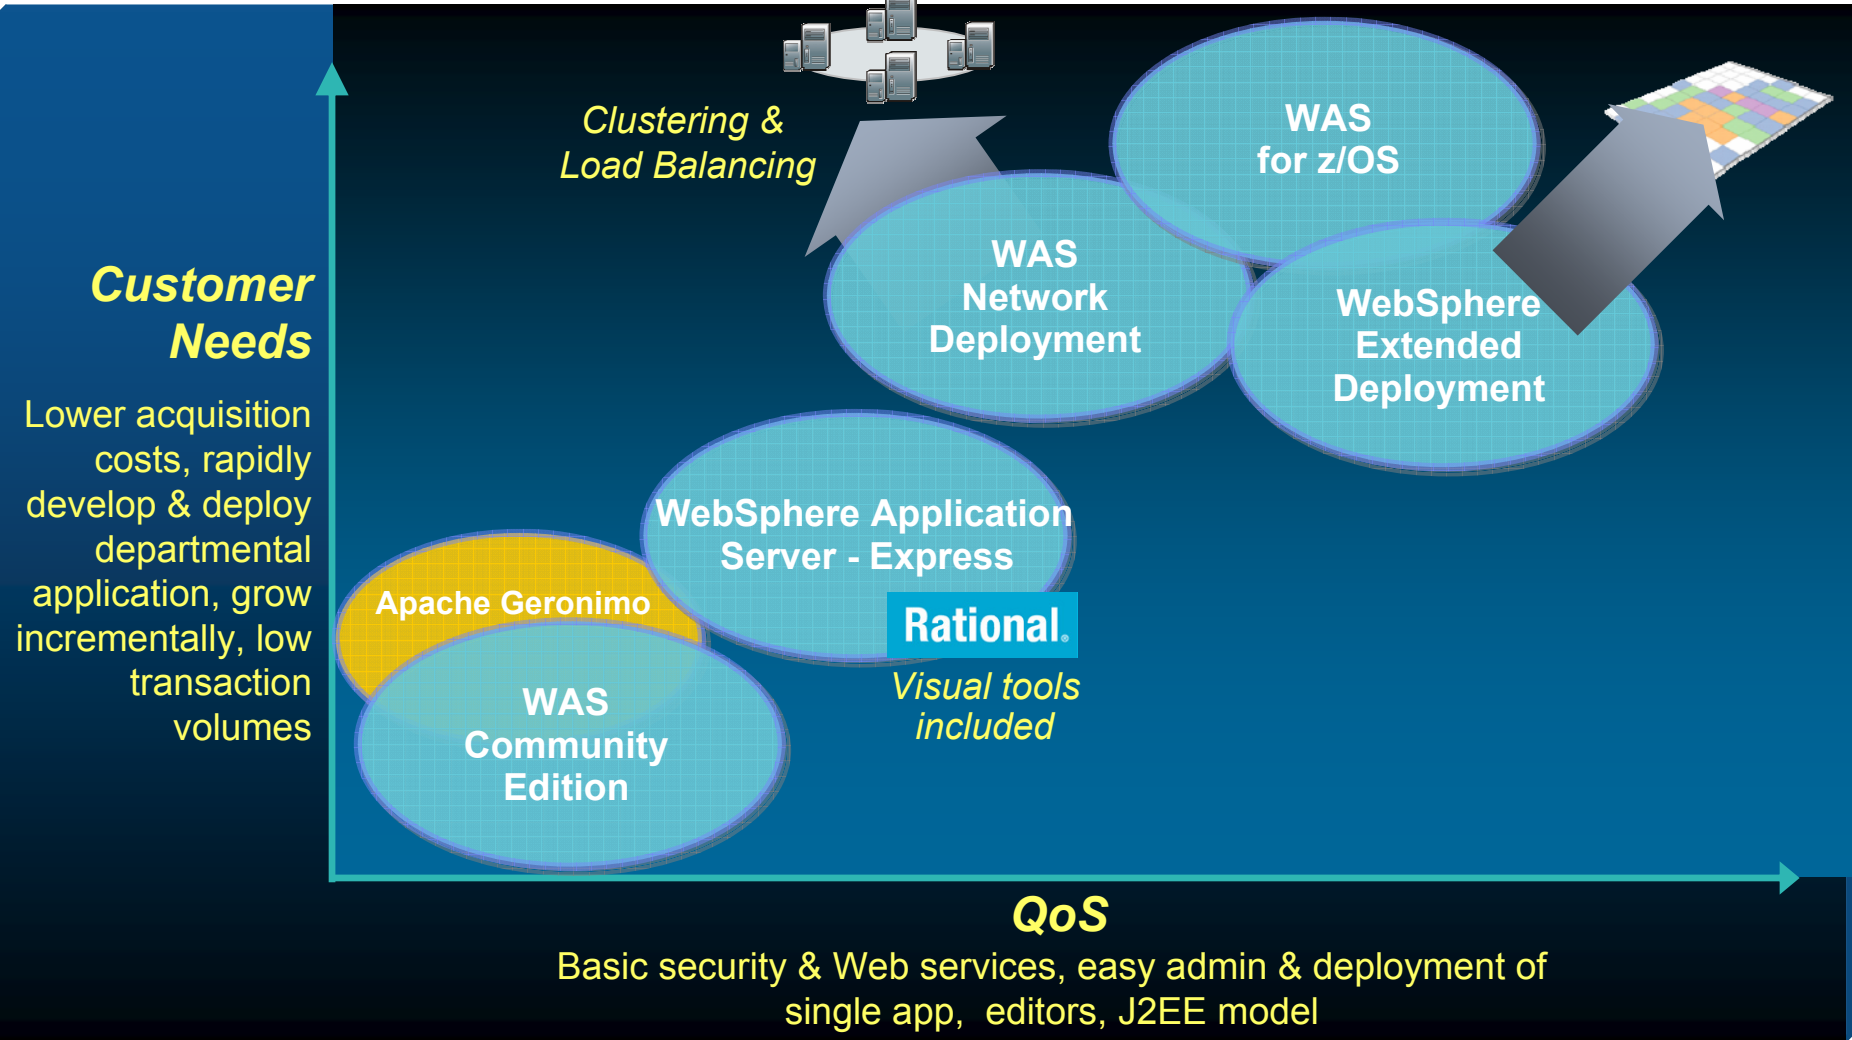 Clustering &
Load Balancing
WAS
for z/OS
WAS
Network
Deployment
WebSphere
Extended
Deployment
Customer
Needs
Lower acquisition
costs, rapidly
develop & deploy
departmental
application, grow
incrementally, low
transaction
volumes
WebSphere Application
Server - Express
Rational®
Visual tools
included
Apache Geronimo
WAS
Community
Edition
QoS
Basic security & Web services, easy admin & deployment of
single app,  editors, J2EE model